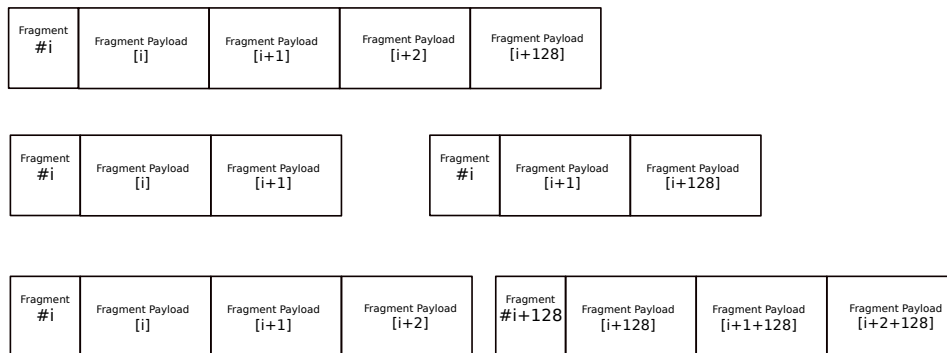 Fragment
#i
Fragment Payload
[i]
Fragment Payload
[i+1]
Fragment Payload
[i+2]
Fragment Payload
[i+128]
Fragment
#i
Fragment Payload
[i]
Fragment Payload
[i+1]
Fragment
#i
Fragment Payload
[i+1]
Fragment Payload
[i+128]
Fragment
#i
Fragment Payload
[i]
Fragment Payload
[i+1]
Fragment Payload
[i+2]
Fragment
#i+128
Fragment Payload
[i+128]
Fragment Payload
[i+1+128]
Fragment Payload
[i+2+128]